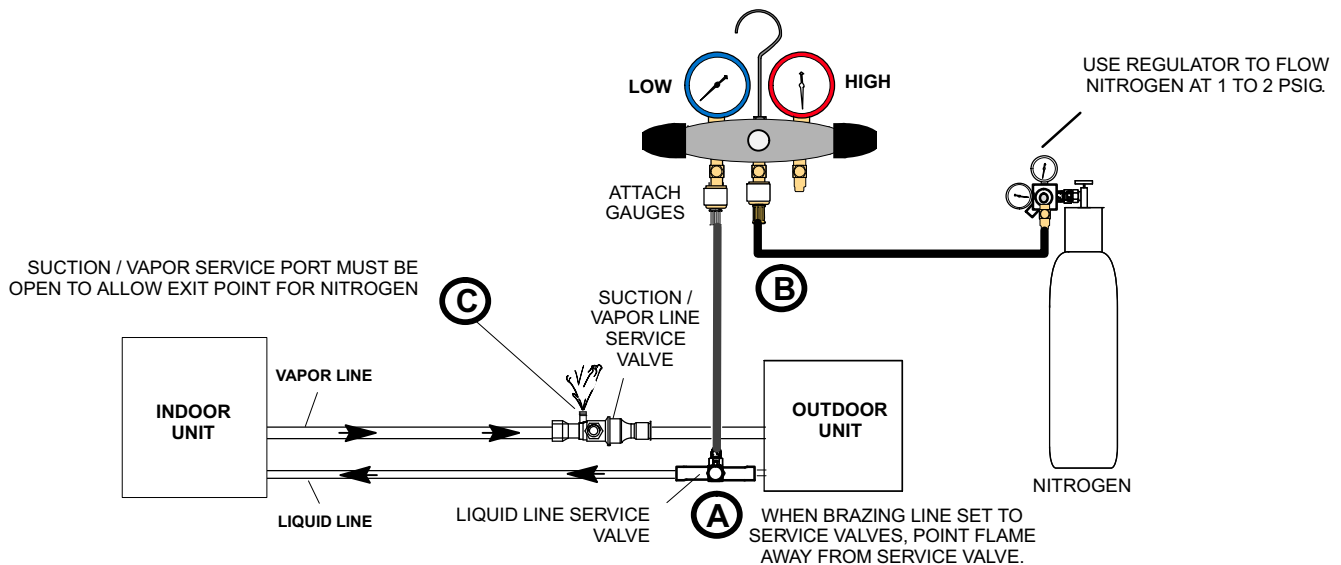 LOW
HIGH
USE REGULATOR TO FLOW
NITROGEN AT 1 TO 2 PSIG.
ATTACH
GAUGES
SUCTION / VAPOR SERVICE PORT MUST BE
OPEN TO ALLOW EXIT POINT FOR NITROGEN
C
SUCTION /
VAPOR LINE
SERVICE
VALVE
B
INDOOR
UNIT
VAPOR LINE
OUTDOOR
UNIT
LIQUID LINE
LIQUID LINE SERVICE
VALVE
A
WHEN BRAZING LINE SET TO
SERVICE VALVES, POINT FLAME
AWAY FROM SERVICE VALVE.
NITROGEN